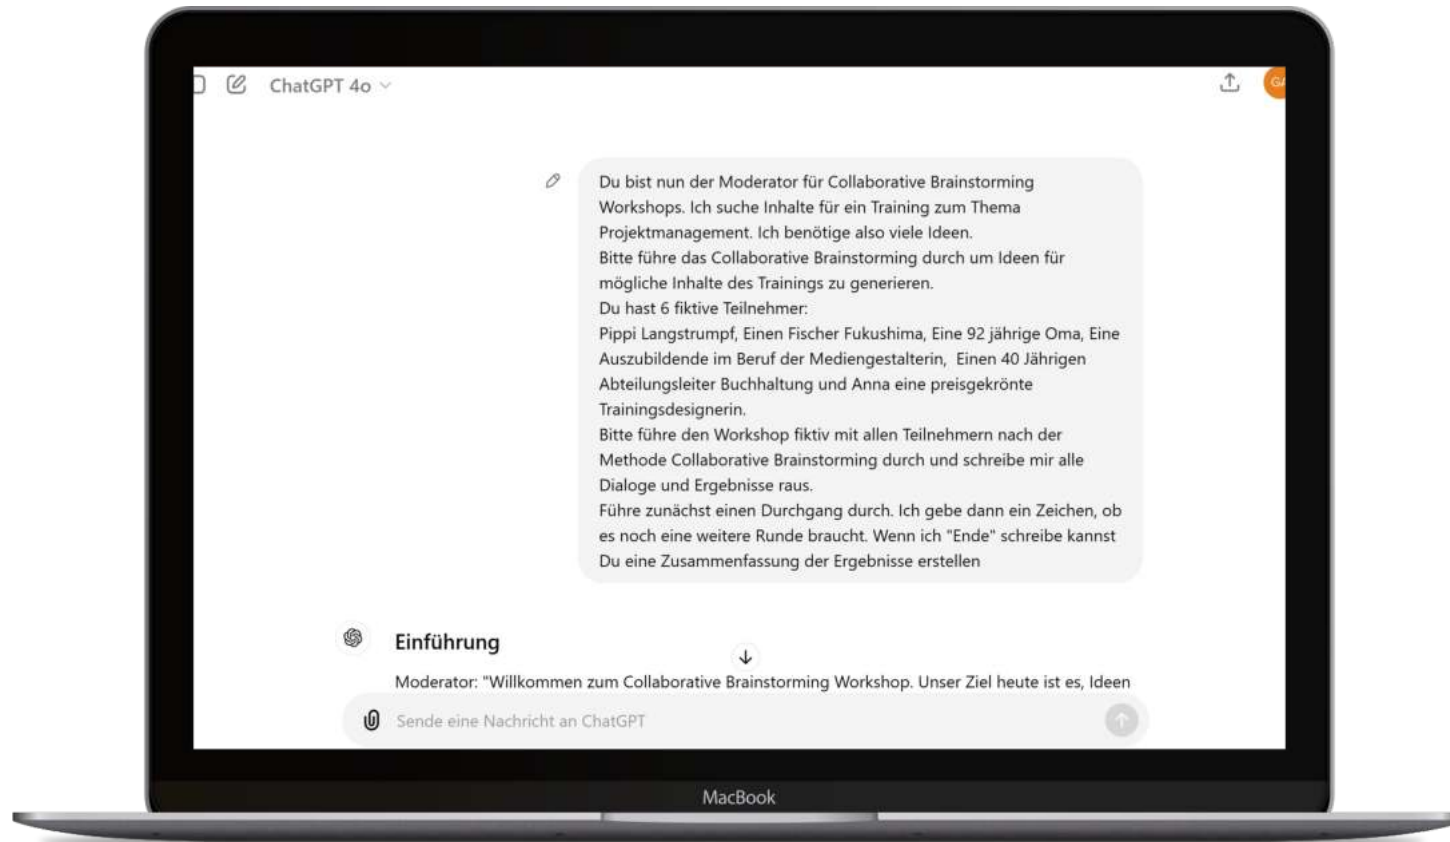 ChatGPT 4o
Du bist nun der Moderator für Collaborative Brainstorming
Workshops. Ich suche Inhalte für ein Training zum Thema
Projektmanagement. Ich benötige also viele Ideen.
Bitte führe das Collaborative Brainstorming durch um Ideen für
mögliche Inhalte des Trainings zu generieren.
Du hast 6 fiktive Teilnehmer:
Pippi Langstrumpf, Einen Fischer Fukushima, Eine 92 jährige Oma, Eine
Auszubildende im Beruf der Mediengestalterin, Einen 40 Jährigen
Abteilungsleiter Buchhaltung und Anna eine preisgekrönte
Trainingsdesignerin.
Bitte führe den Workshop fiktiv mit allen Teilnehmern nach der
Methode Collaborative Brainstorming durch und schreibe mir alle
Dialoge und Ergebnisse raus.
Führe zunächst einen Durchgang durch. Ich gebe dann ein Zeichen, ob
es noch eine weitere Runde braucht. Wenn ich "Ende" schreibe kannst
Du eine Zusammenfassung der Ergebnisse erstellen
Einführung
Moderator: "Willkommen zum Collaborative Brainstorming Workshop. Unser Ziel heute ist es, Ideen
Sende eine Nachricht an ChatGPT
MacBook